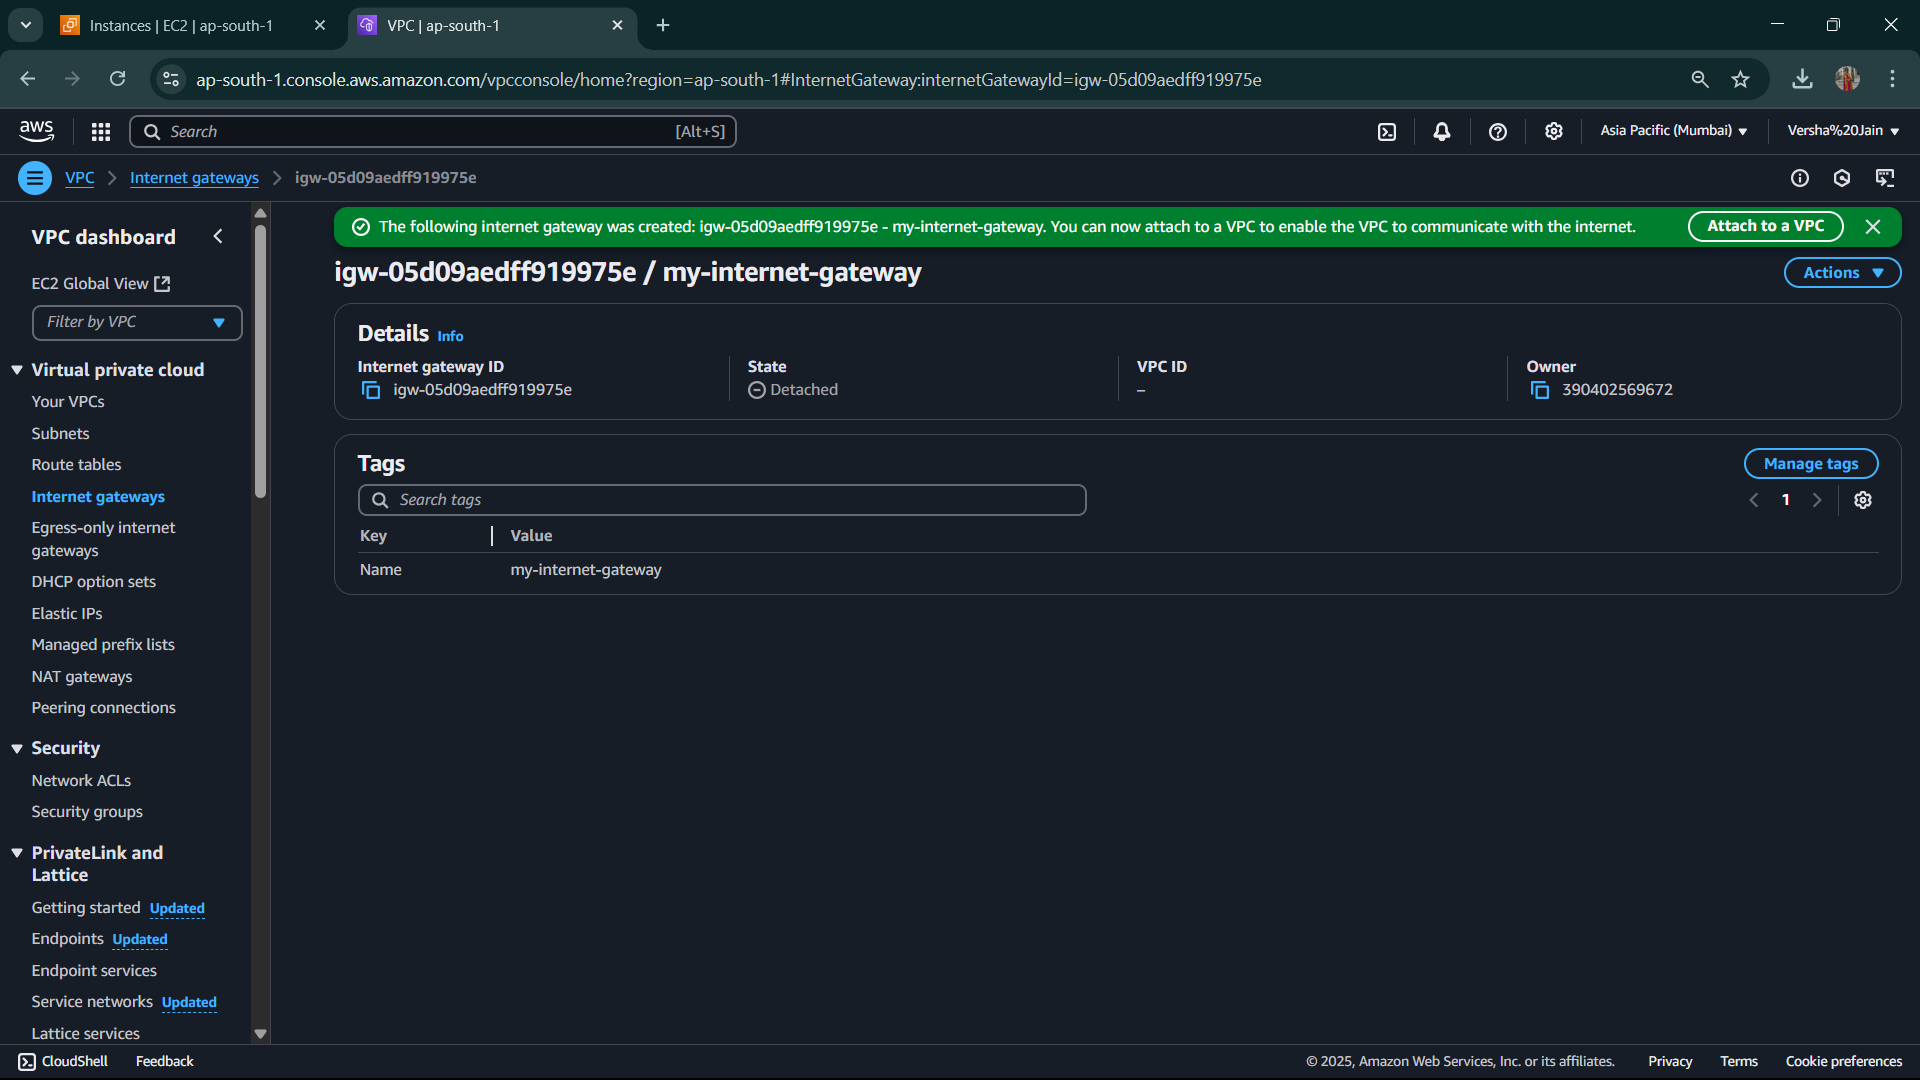 Instances | EC2 | ap-south-1
VPC | ap-south-1
ap-south-1.console.aws.amazon.com/vpcconsole/home?region=ap-south-1#InternetGateway:internetGatewayId=igw-05d09aedff919975e
aws
Search
[Alt+S]
Asia Pacific (Mumbai)
Versha%20Jain
VPC
Internet gateways
igw-05d09aedff919975e
VPC dashboard
EC2 Global View
Filter by VPC
Virtual private cloud
Your VPCs
Subnets
Route tables
Internet gateways
Egress-only internet
gateways
DHCP option sets
Elastic IPs
Managed prefix lists
NAT gateways
Peering connections
Security
Network ACLs
Security groups
PrivateLink and
Lattice
Getting started Updated
Endpoints Updated
Endpoint services
Service networks Updated
Lattice services
The following internet gateway was created: igw-05d09aedff919975e - my-internet-gateway. You can now attach to a VPC to enable the VPC to communicate with the internet.
Attach to a VPC
igw-05d09aedff919975e / my-internet-gateway
Actions
Details Info
Internet gateway ID
igw-05d09aedff919975e
State
Detached
VPC ID
–
Owner
390402569672
Tags
Manage tags
Search tags
1
Key
Value
Name
my-internet-gateway
CloudShell
Feedback
© 2025, Amazon Web Services, Inc. or its affiliates.
Privacy
Terms
Cookie preferences